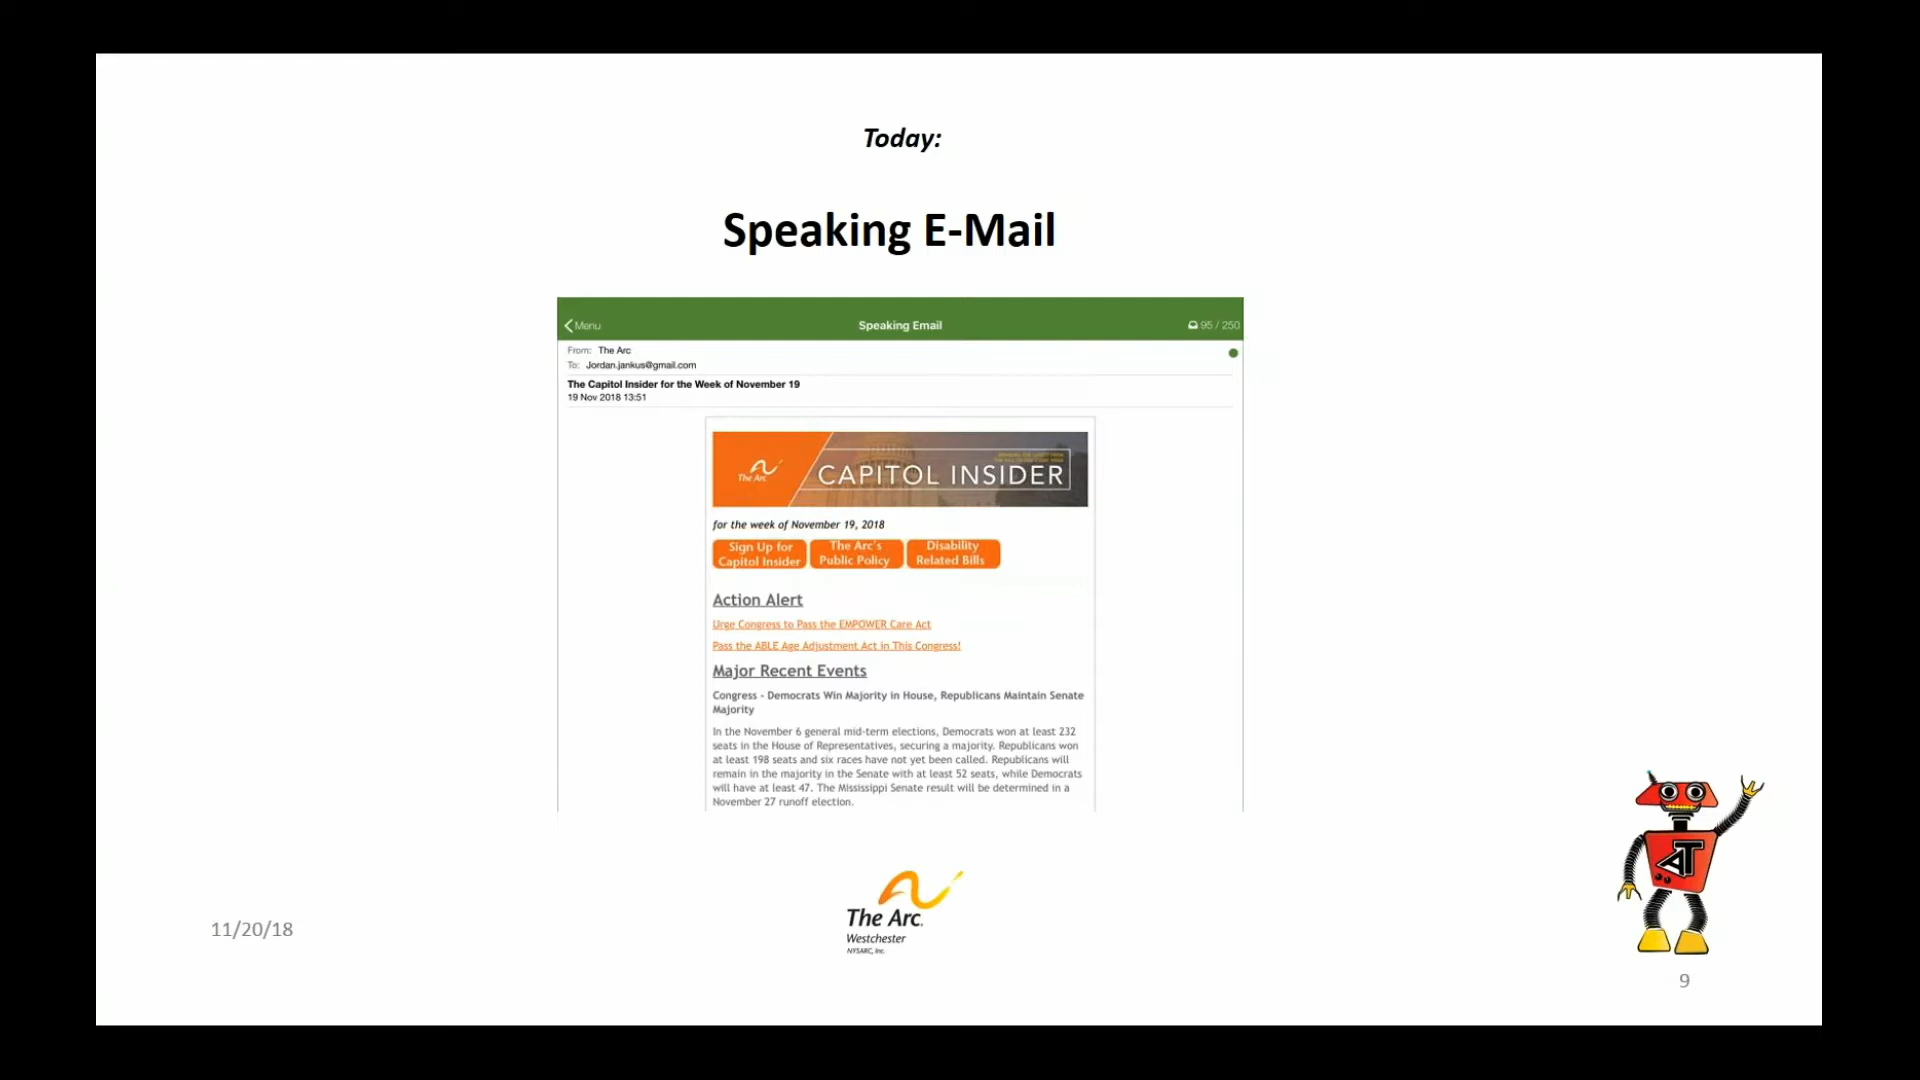 Today:
Speaking E-Mail
Menu
Speaking Email
95 / 250
From: The Arc
To: Jordan.jankus@gmail.com
The Capitol Insider for the Week of November 19
19 Nov 2018 13:51
The Arc
CAPITOL INSIDER
for the week of November 19, 2018
Sign Up for
Capitol Insider
The Arc's
Public Policy
Disability
Related Bills
Action Alert
Urge Congress to Pass the EMPOWER Care Act
Pass the ABLE Age Adjustment Act in This Congress!
Major Recent Events
Congress - Democrats Win Majority in House, Republicans Maintain Senate
Majority
In the November 6 general mid-term elections, Democrats won at least 232
seats in the House of Representatives, securing a majority. Republicans won
at least 198 seats and six races have not yet been called. Republicans will
remain in the majority in the Senate with at least 52 seats, while Democrats
will have at least 47. The Mississippi Senate result will be determined in a
November 27 runoff election.
The Arc.
Westchester
NYSARC, Inc.
AT
11/20/18
9